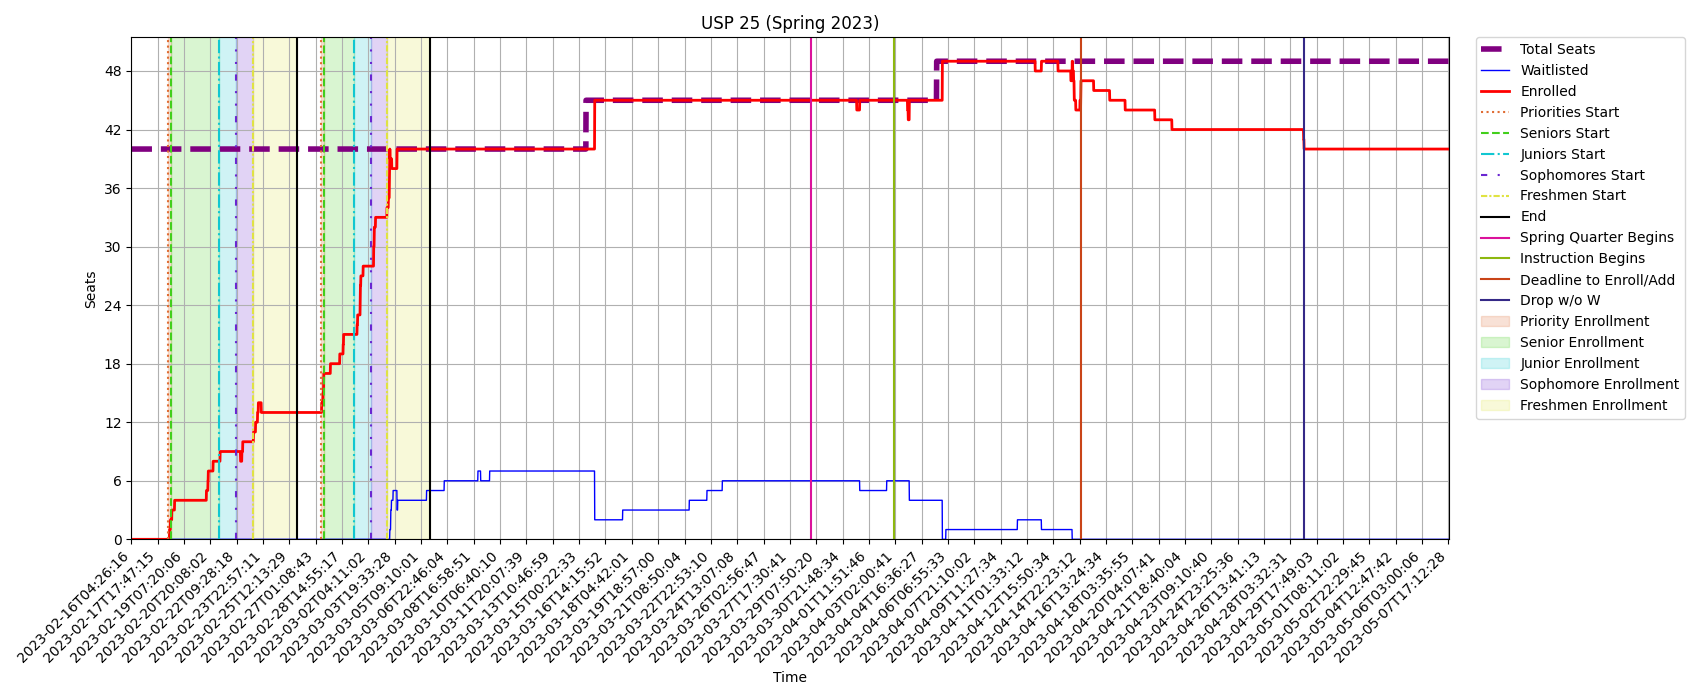 USP 25 (Spring 2023)
Seats
48
42
36
30
24
18
12
6
0
2023-02-16T04:26:16
2023-02-17T17:47:15
2023-02-19T07:20:06
2023-02-20T20:08:02
2023-02-22T09:28:18
2023-02-23T22:57:11
2023-02-25T12:13:29
2023-02-27T01:08:43
2023-02-28T14:55:17
2023-03-02T04:11:02
2023-03-03T19:33:28
2023-03-05T09:10:01
2023-03-06T22:46:04
2023-03-08T16:58:51
2023-03-10T06:40:10
2023-03-11T20:07:39
2023-03-13T10:46:59
2023-03-15T00:22:33
2023-03-16T14:15:52
2023-03-18T04:42:01
2023-03-19T18:57:00
2023-03-21T08:50:04
2023-03-22T22:53:10
2023-03-24T13:07:08
2023-03-26T02:56:47
2023-03-27T17:30:41
2023-03-29T07:50:20
2023-03-30T21:48:34
2023-04-01T11:51:46
2023-04-03T02:00:41
2023-04-04T16:36:27
2023-04-06T06:55:33
2023-04-07T21:10:02
2023-04-09T11:27:34
2023-04-11T01:33:12
2023-04-12T15:50:34
2023-04-14T22:23:12
2023-04-16T13:24:34
2023-04-18T03:35:55
2023-04-20T04:07:41
2023-04-21T18:40:04
2023-04-23T09:10:40
2023-04-24T23:25:36
2023-04-26T13:41:13
2023-04-28T03:32:31
2023-04-29T17:49:03
2023-05-01T08:11:02
2023-05-02T22:29:45
2023-05-04T12:47:42
2023-05-06T03:00:06
2023-05-07T17:12:28
Time
Total Seats
Waitlisted
Enrolled
Priorities Start
Seniors Start
Juniors Start
Sophomores Start
Freshmen Start
End
Spring Quarter Begins
Instruction Begins
Deadline to Enroll/Add
Drop w/o W
Priority Enrollment
Senior Enrollment
Junior Enrollment
Sophomore Enrollment
Freshmen Enrollment